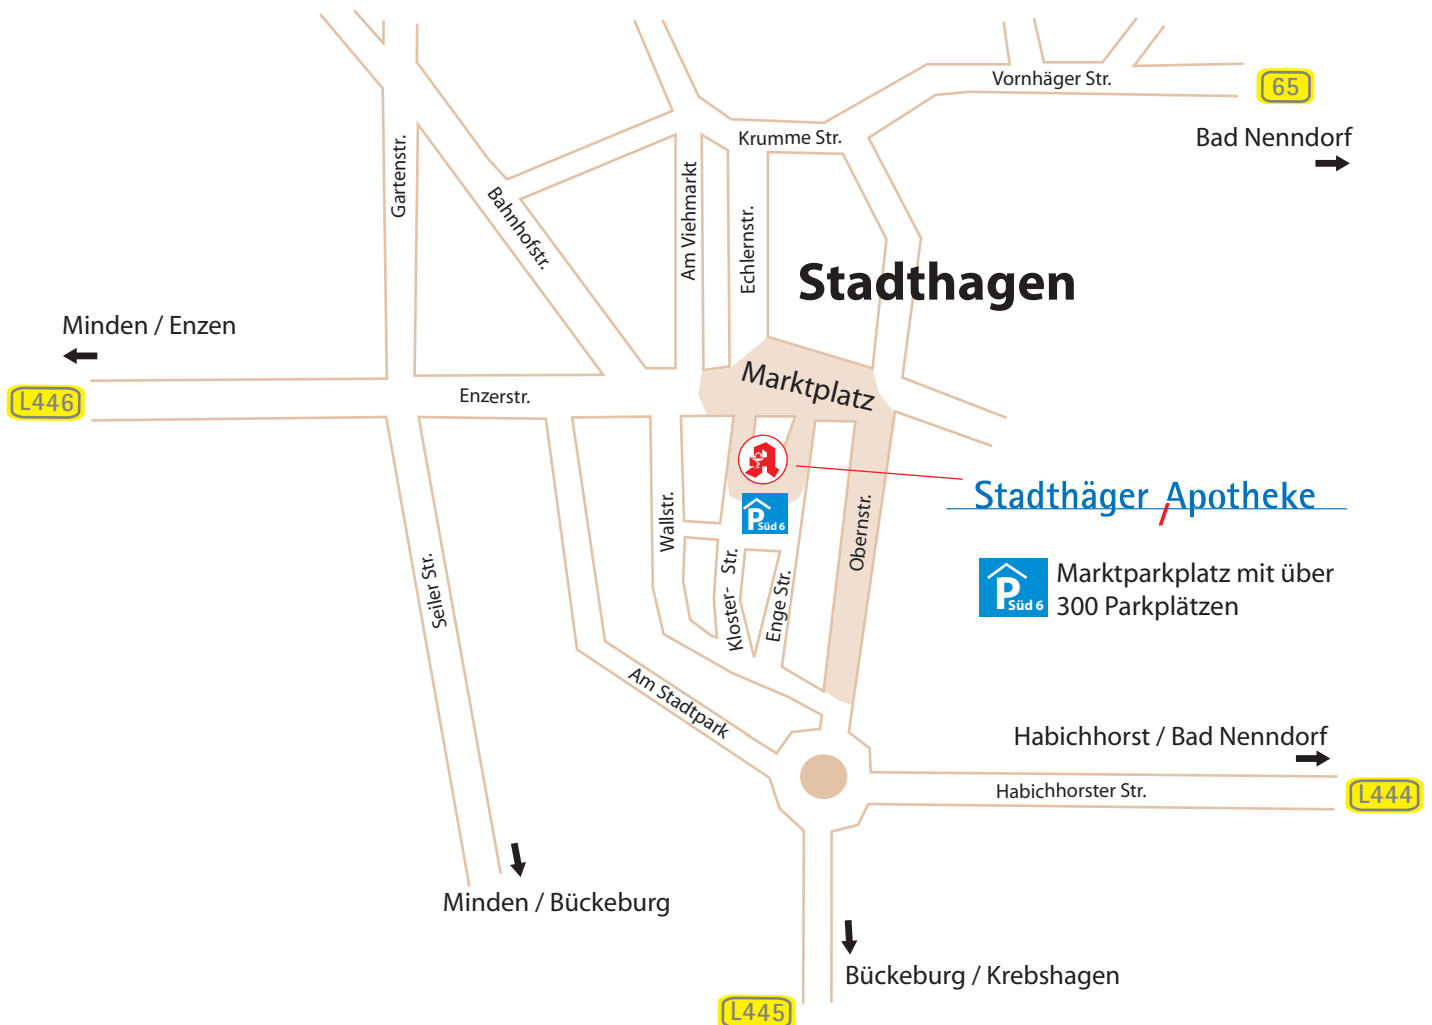 Vornhäger Str.
65
Bad Nenndorf
Krumme Str.
Gartenstr.
Bahnhofstr.
Am Viehmarkt
Echlernstr.
Stadthagen
Minden / Enzen
L446
Enzerstr.
Marktplatz
Stadthäger Apotheke
P Süd 6
Wallstr.
Obernstr.
Kloster- Str.
Enge Str.
Seiler Str.
P Süd 6
Marktparkplatz mit über
300 Parkplätzen
Am Stadtpark
Habichhorst / Bad Nenndorf
Habichhorster Str.
L444
Minden / Bückeburg
Bückeburg / Krebshagen
L445